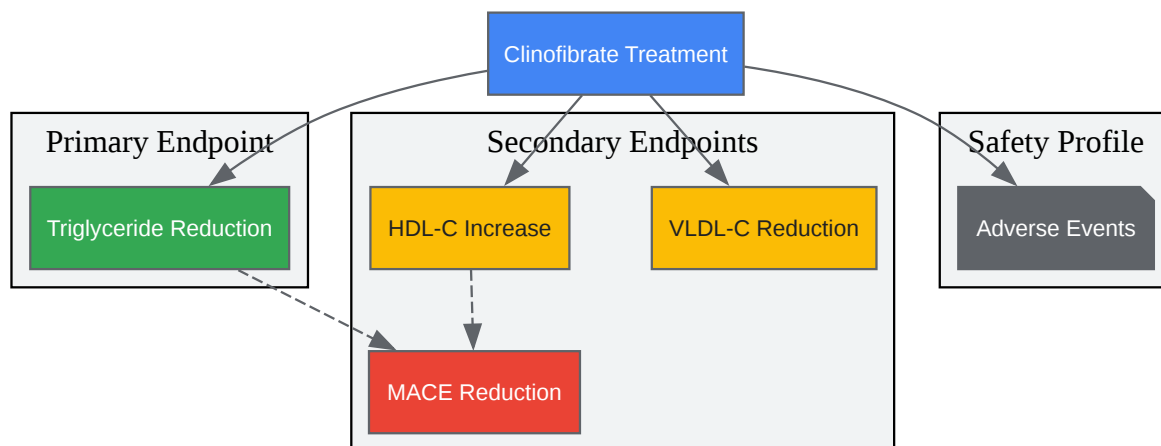 Clinofibrate Treatment
Primary Endpoint
Secondary Endpoints
Safety Profile
Triglyceride Reduction
HDL-C Increase
VLDL-C Reduction
Adverse Events
MACE Reduction